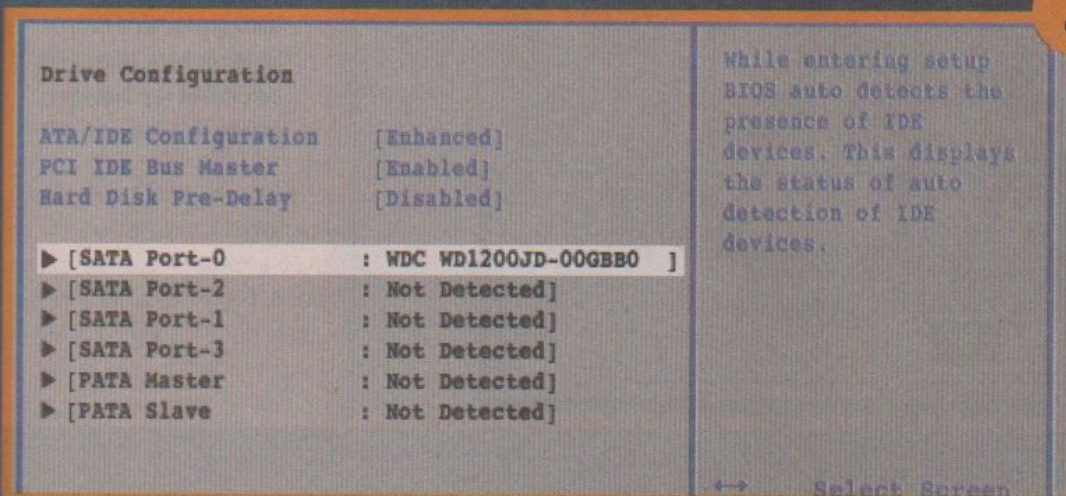 Drive Configuration
ATA/IDE Configuration [Enhanced]
PCI IDE Bus Master [Enabled]
Hard Disk Pre-Delay [Disabled]
▶ [SATA Port-0 : WDC WD1200JD-00GBB0 ]
▶ [SATA Port-2 : Not Detected]
▶ [SATA Port-1 : Not Detected]
▶ [SATA Port-3 : Not Detected]
▶ [PATA Master : Not Detected]
▶ [PATA Slave : Not Detected]
While entering setup
BIOS auto detects the
presence of IDE
devices. This displays
the status of auto
detection of IDE
devices.
↔ Select Screen